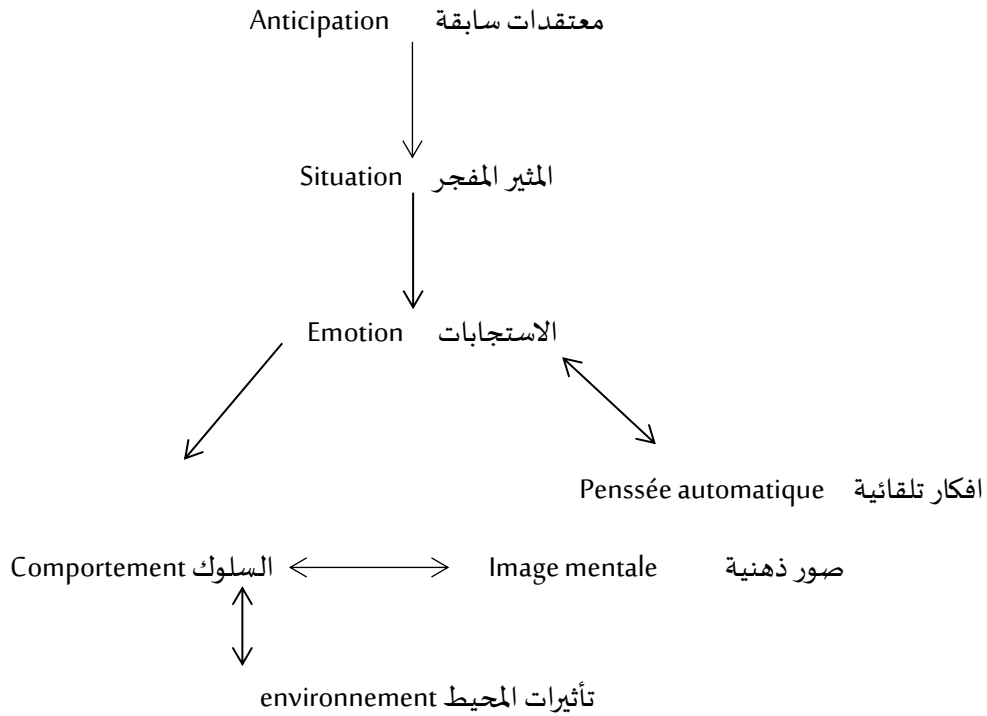 Anticipation معتقدات سابقة
Situation المثير المفجر
Emotion الاستجابات
Penssée automatique افكار تلقائية
Comportement السلوك
Image mentale صور ذهنية
environnement تأثيرات المحيط